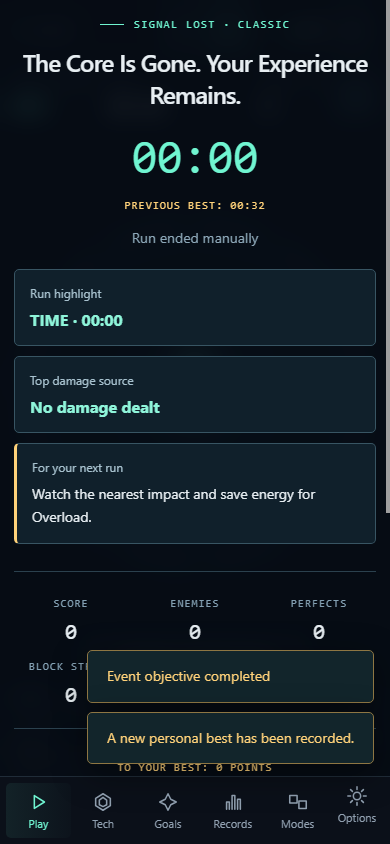 SIGNAL LOST · CLASSIC
The Core Is Gone. Your Experience
Remains.
00:00
PREVIOUS BEST: 00:32
Run ended manually
Run highlight
TIME · 00:00
Top damage source
No damage dealt
For your next run
Watch the nearest impact and save energy for
Overload.
SCORE ENEMIES PERFECTS
0 0 0
BLOCK
0
Event objective completed
A new personal best has been recorded.
TO YOUR BEST: 0 POINTS
Play Tech Goals Records Modes Options